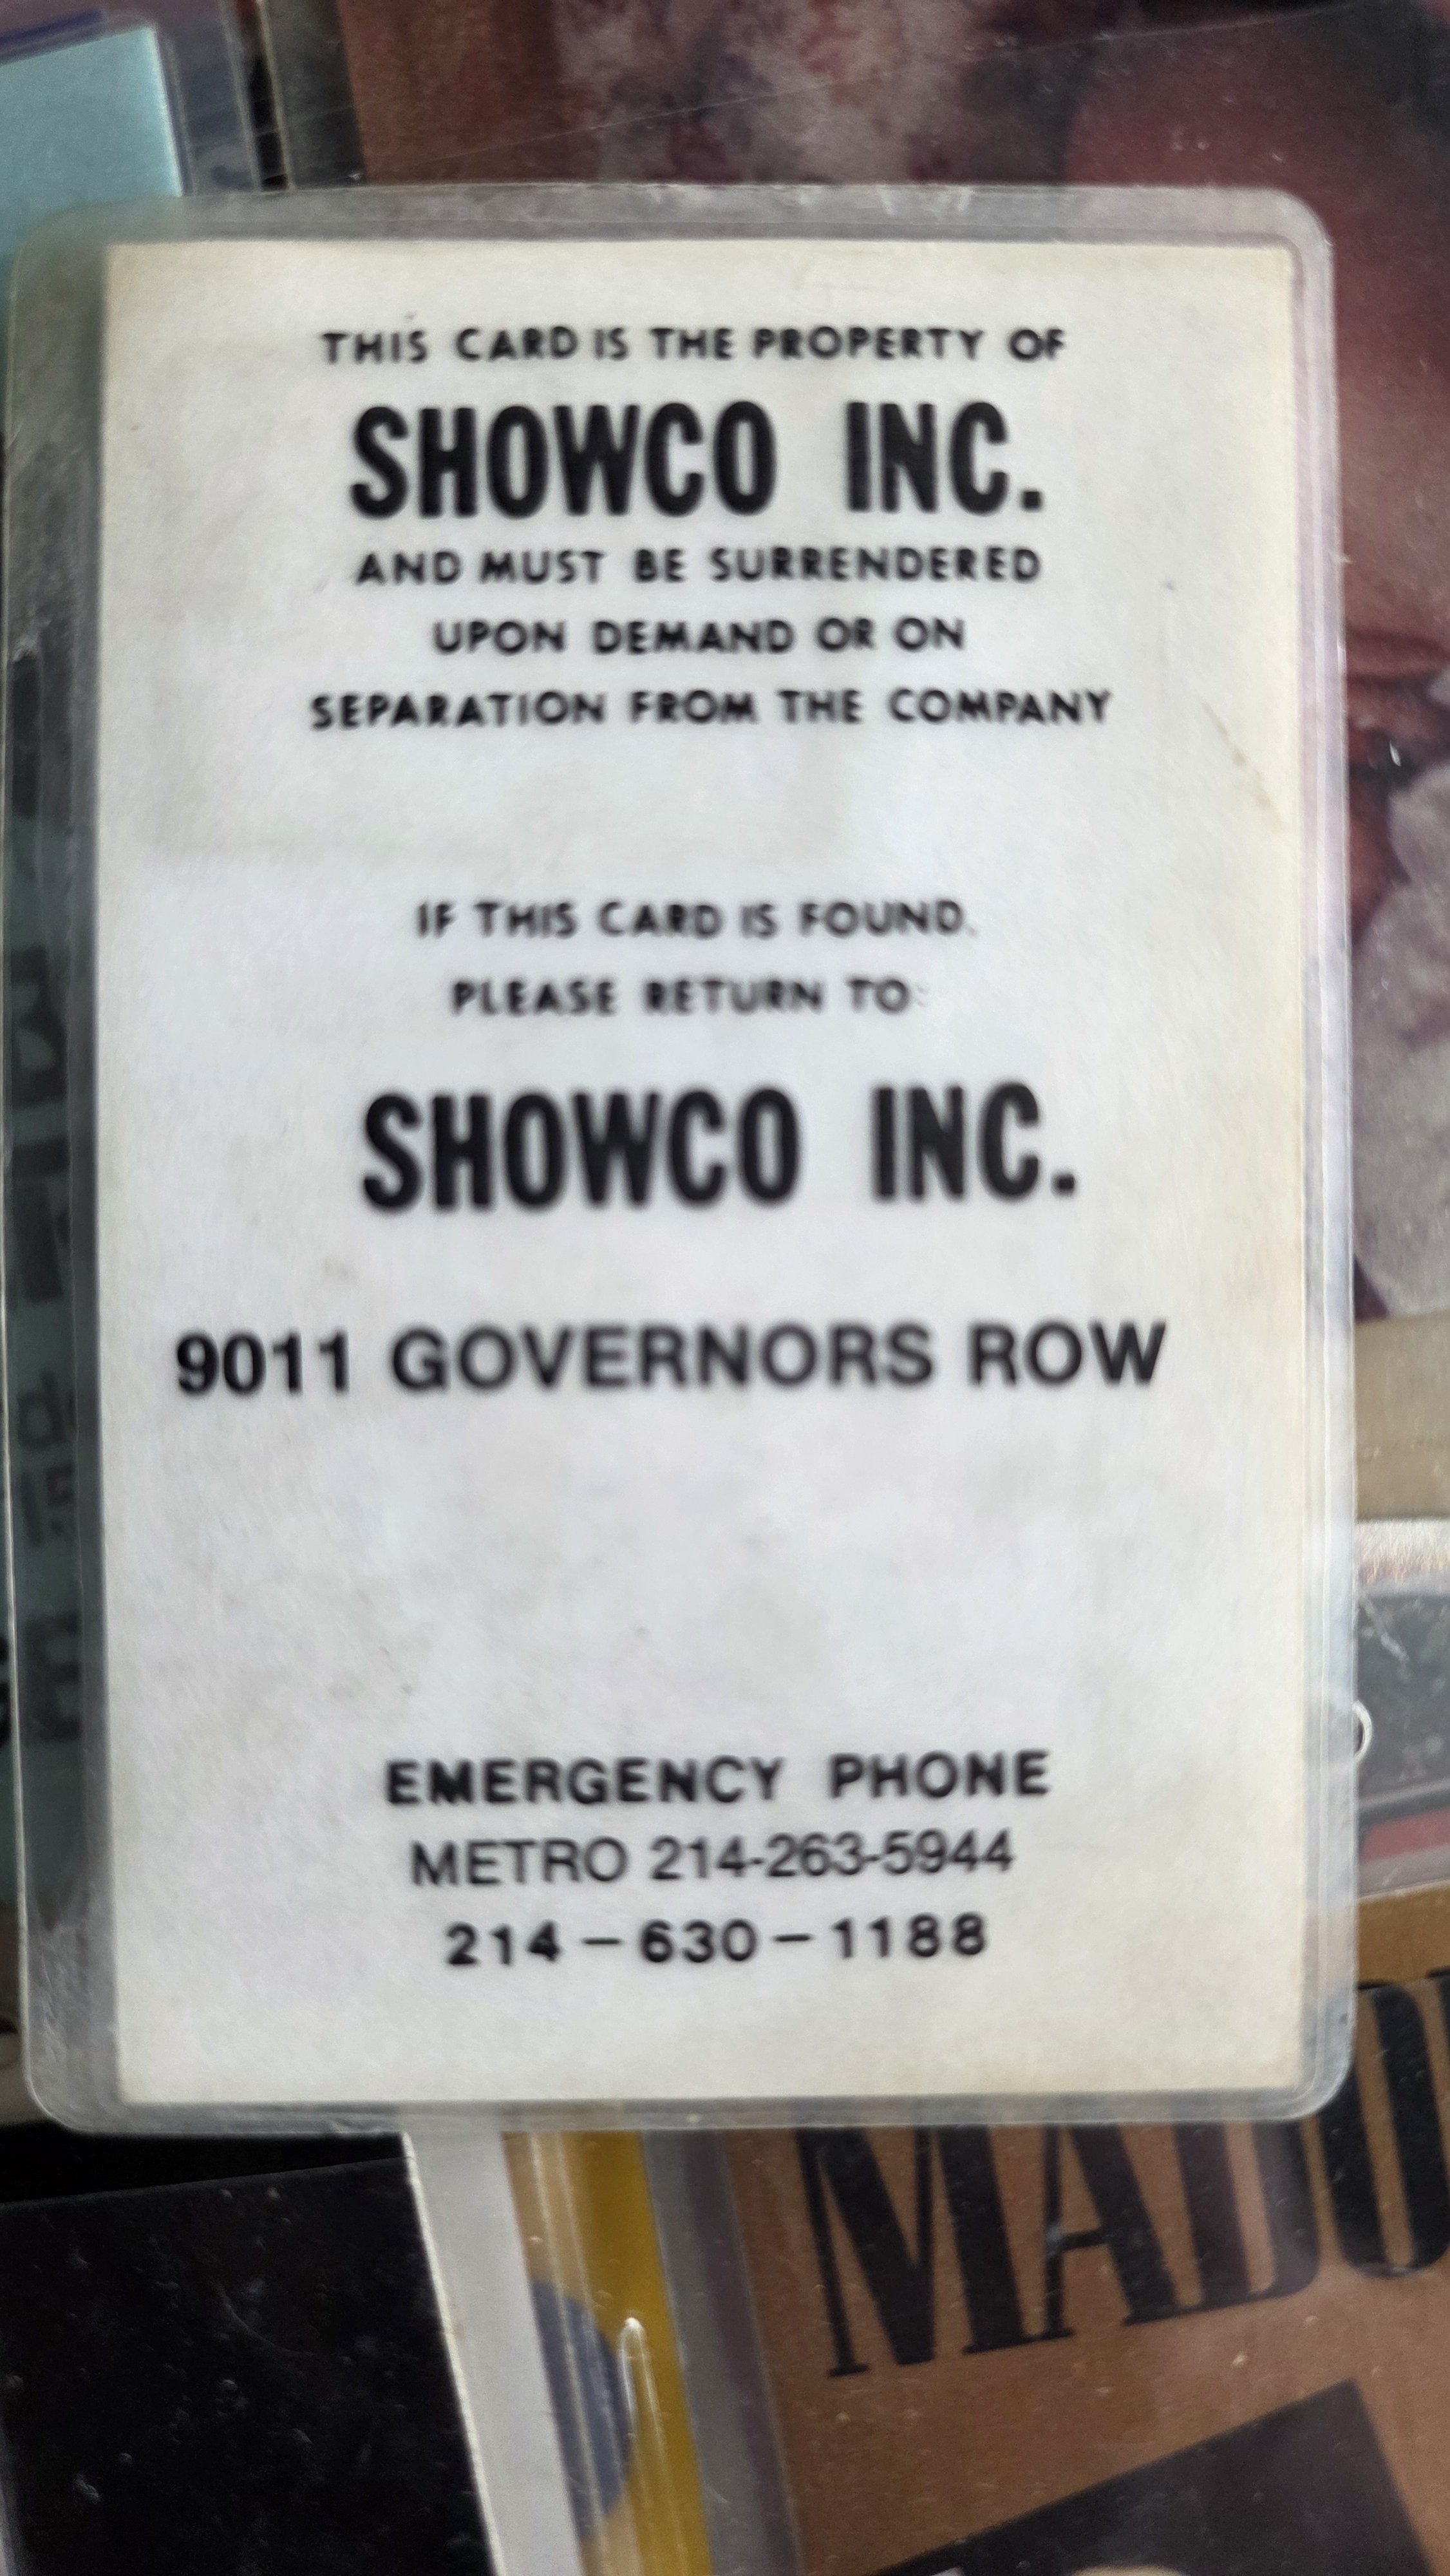 THIS CARD IS THE PROPERTY OF
SHOWCO INC.
AND MUST BE SURRENDERED
UPON DEMAND OR ON
SEPARATION FROM THE COMPANY
IF THIS CARD IS FOUND,
PLEASE RETURN TO:
SHOWCO INC.
9011 GOVERNORS ROW
EMERGENCY PHONE
METRO 214-263-5944
214-630-1188
MADO